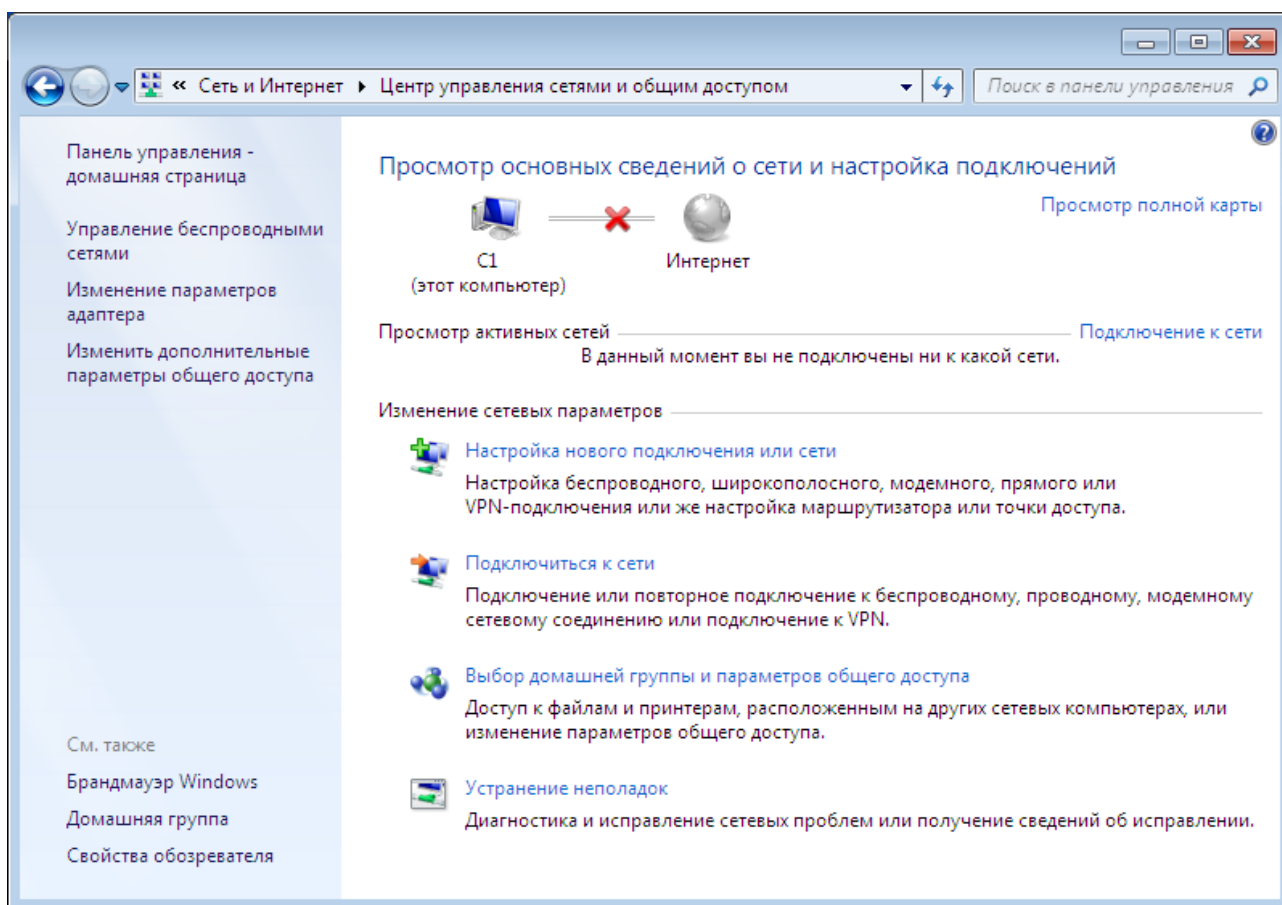 « Сеть и Интернет ▸ Центр управления сетями и общим доступом
Поиск в панели управления
Панель управления -
домашняя страница
Управление беспроводными
сетями
Изменение параметров
адаптера
Изменить дополнительные
параметры общего доступа
См. также
Брандмауэр Windows
Домашняя группа
Свойства обозревателя
Просмотр основных сведений о сети и настройка подключений
Просмотр полной карты
C1
(этот компьютер)
Интернет
Просмотр активных сетей
Подключение к сети
В данный момент вы не подключены ни к какой сети.
Изменение сетевых параметров
Настройка нового подключения или сети
Настройка беспроводного, широкополосного, модемного, прямого или
VPN-подключения или же настройка маршрутизатора или точки доступа.
Подключиться к сети
Подключение или повторное подключение к беспроводному, проводному, модемному
сетевому соединению или подключение к VPN.
Выбор домашней группы и параметров общего доступа
Доступ к файлам и принтерам, расположенным на других сетевых компьютерах, или
изменение параметров общего доступа.
Устранение неполадок
Диагностика и исправление сетевых проблем или получение сведений об исправлении.